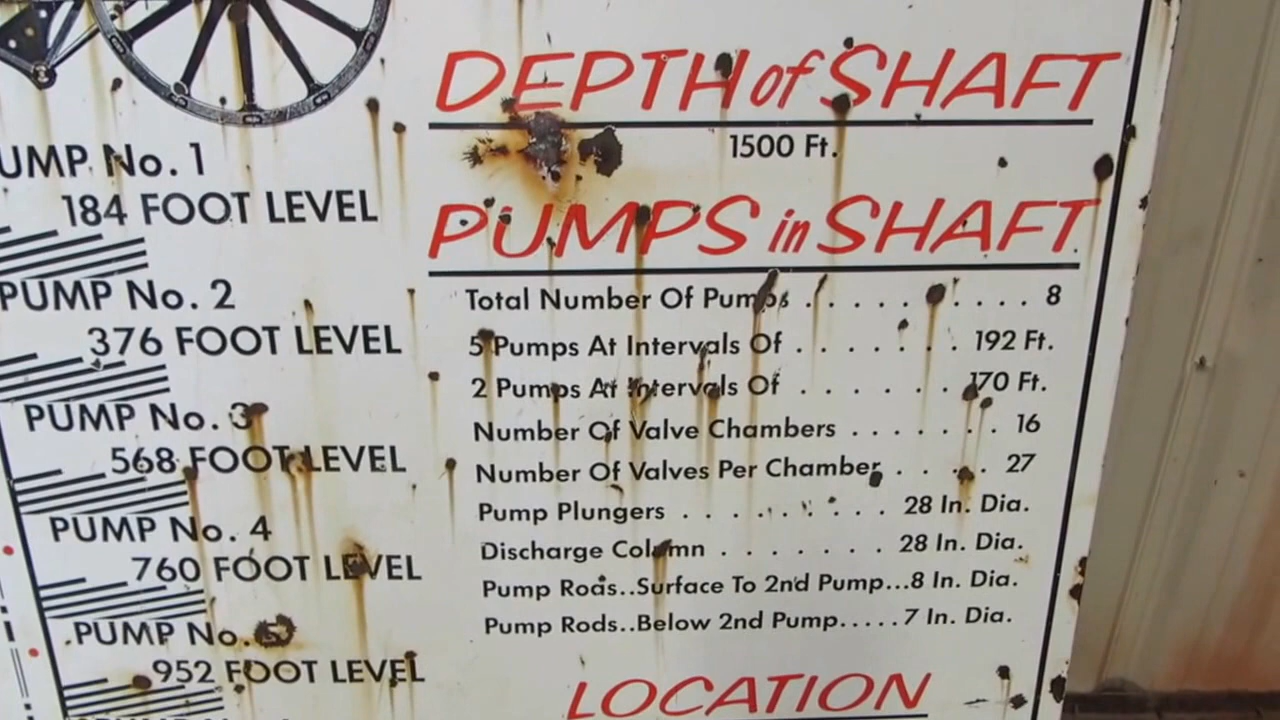 UMP No. 1
184 FOOT LEVEL
PUMP No. 2
376 FOOT LEVEL
PUMP No. 3
568 FOOT LEVEL
PUMP No. 4
760 FOOT LEVEL
PUMP No. 5
952 FOOT LEVEL
DEPTH of SHAFT
1500 Ft.
PUMPS in SHAFT
Total Number Of Pumps . . . . . . . . . . 8
5 Pumps At Intervals Of . . . . . . . 192 Ft.
2 Pumps At Intervals Of . . . . . . . 170 Ft.
Number Of Valve Chambers . . . . . . . 16
Number Of Valves Per Chamber . . . . 27
Pump Plungers . . . . . . . . 28 In. Dia.
Discharge Column . . . . . . . 28 In. Dia.
Pump Rods..Surface To 2nd Pump...8 In. Dia.
Pump Rods..Below 2nd Pump.....7 In. Dia.
LOCATION